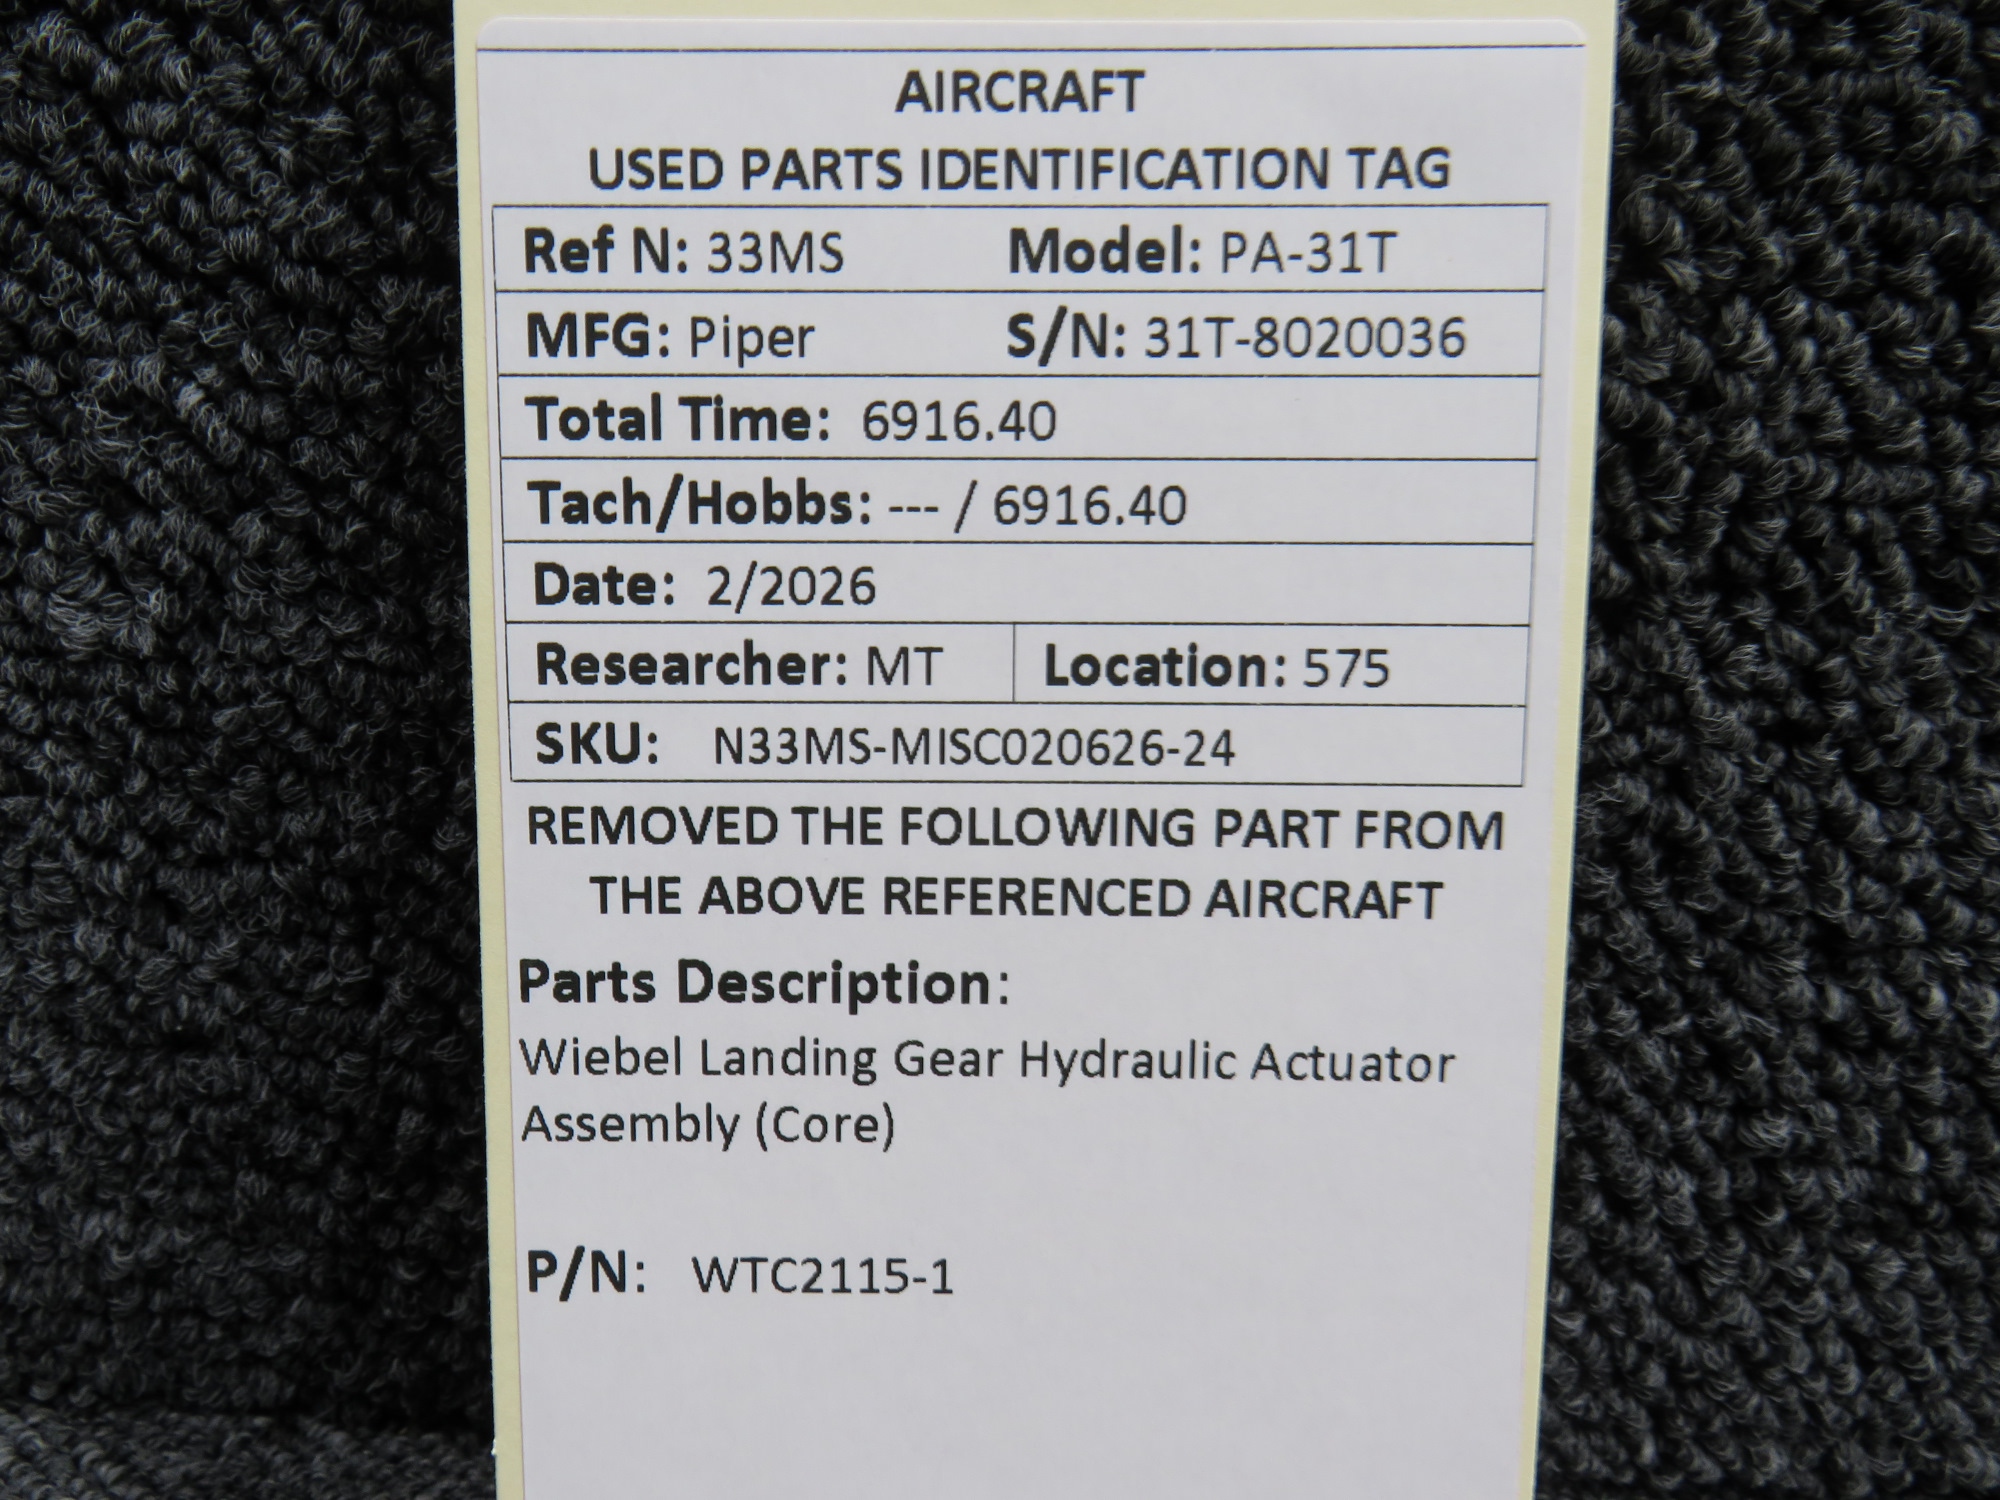 AIRCRAFT
USED PARTS IDENTIFICATION TAG
Ref N: 33MS Model: PA-31T
MFG: Piper S/N: 31T-8020036
Total Time: 6916.40
Tach/Hobbs: --- / 6916.40
Date: 2/2026
Researcher: MT Location: 575
SKU: N33MS-MISC020626-24
REMOVED THE FOLLOWING PART FROM
THE ABOVE REFERENCED AIRCRAFT
Parts Description:
Wiebel Landing Gear Hydraulic Actuator
Assembly (Core)
P/N: WTC2115-1